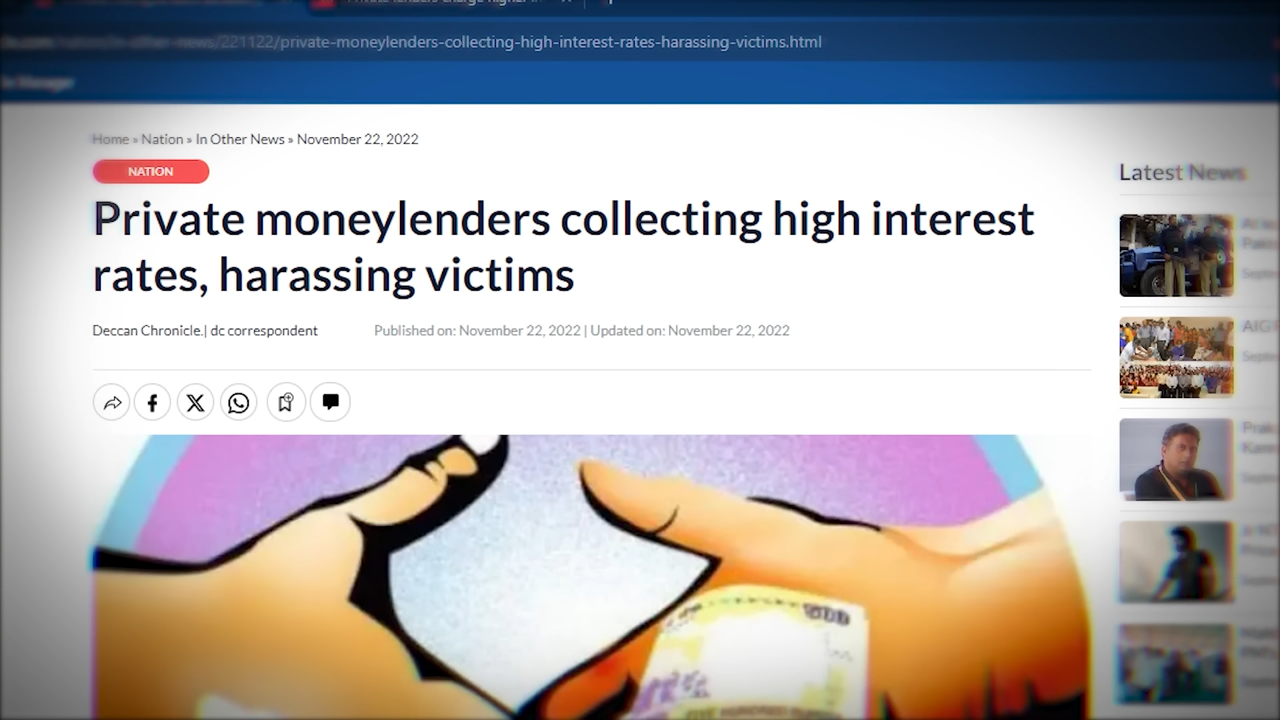 /221122/private-moneylenders-collecting-high-interest-rates-harassing-victims.html
Manager
Home » Nation » In Other News » November 22, 2022
NATION
Private moneylenders collecting high interest
rates, harassing victims
Deccan Chronicle.| dc correspondent
Published on: November 22, 2022 | Updated on: November 22, 2022
Latest News